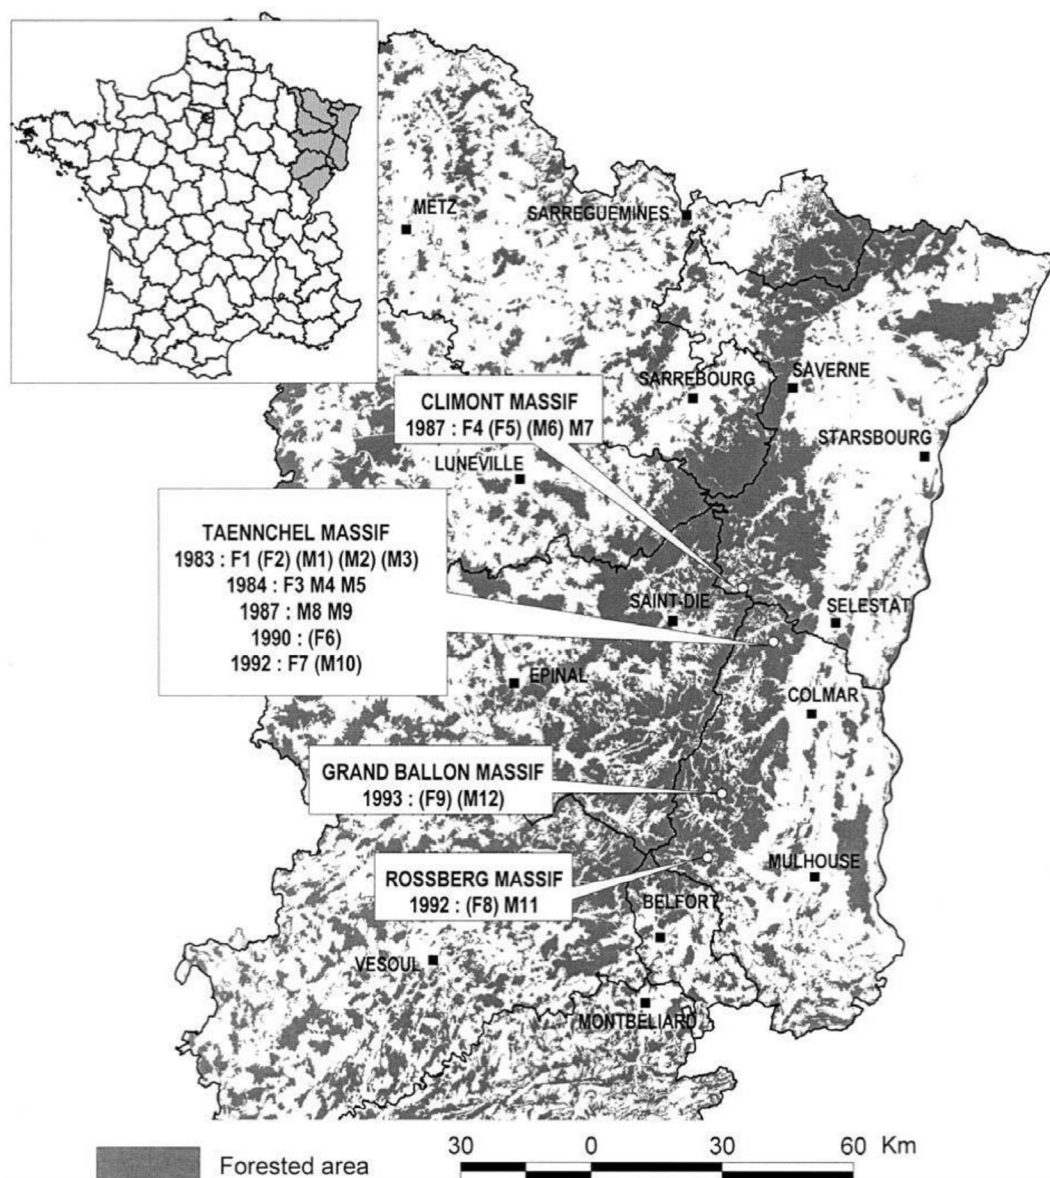 METZ
SARREGUEMINES
SARREBOURG
SAVERNE
CLIMONT MASSIF
1987 : F4 (F5) (M6) M7
STARSBOURG
LUNEVILLE
TAENNCHEL MASSIF
1983 : F1 (F2) (M1) (M2) (M3)
1984 : F3 M4 M5
1987 : M8 M9
1990 : (F6)
1992 : F7 (M10)
SAINT-DIE
SELESTAT
EPINAL
COLMAR
GRAND BALLON MASSIF
1993 : (F9) (M12)
MULHOUSE
ROSSBERG MASSIF
1992 : (F8) M11
BELFORT
VESOUL
MONTBELIARD
Forested area
30 0 30 60 Km